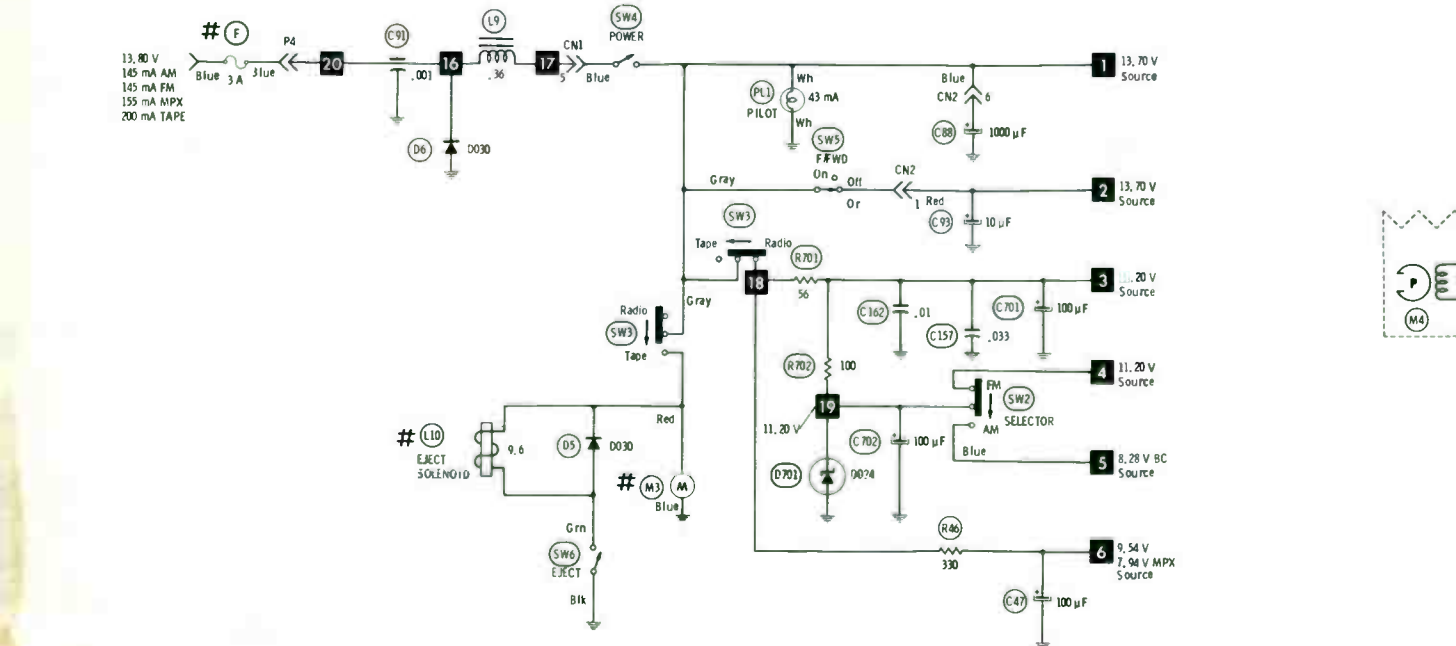 # F
13.80 V
145 mA AM
145 mA FM
155 mA MPX
200 mA TAPE
Blue
3 A
Blue
P4
20
C91
.001
16
D6
D030
L9
.36
17
CN1
5
Blue
SW4
POWER
PL1
PILOT
Wh
43 mA
Wh
Blue
CN2
6
C88
+
1000 µF
1
13.70 V
Source
Gray
SW5
F/FWD
On
Off
Or
CN2
1
Red
C93
+
10 µF
2
13.70 V
Source
SW3
Tape
Radio
18
R701
56
C162
.01
C157
.033
C701
+
100 µF
3
.20 V
Source
Gray
Radio
SW3
Tape
R702
100
19
11.20 V
D701
D024
C702
+
100 µF
FM
SW2
SELECTOR
AM
Blue
4
11.20 V
Source
5
8.28 V BC
Source
# L10
EJECT
SOLENOID
9.6
D5
D030
Red
# M3
M
Blue
Grn
SW6
EJECT
Blk
R46
330
C47
+
100 µF
6
9.54 V
7.94 V MPX
Source
P
M4